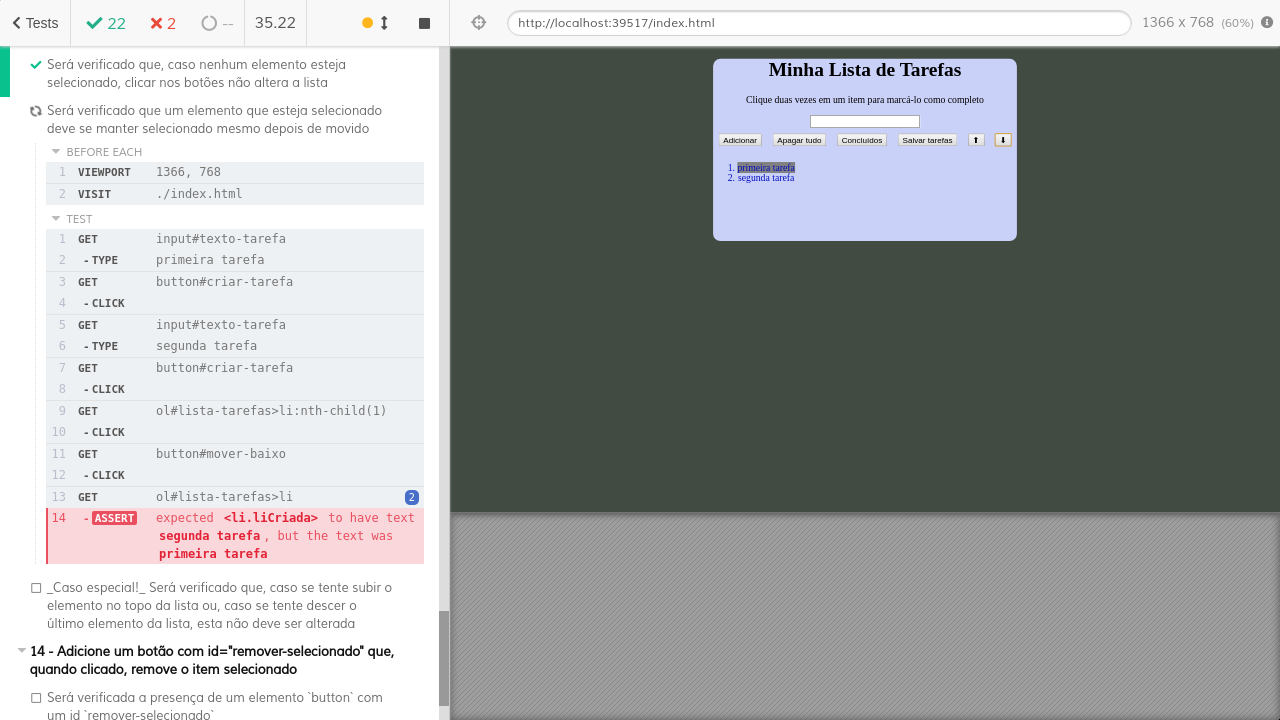 Tests
22
2
--
35.22
http://localhost:39517/index.html
1366 x 768 (60%)
Será verificado que, caso nenhum elemento esteja
selecionado, clicar nos botões não altera a lista
Será verificado que um elemento que esteja selecionado
deve se manter selecionado mesmo depois de movido
BEFORE EACH
1 VIEWPORT 1366, 768
2 VISIT ./index.html
TEST
1 GET input#texto-tarefa
2 -TYPE primeira tarefa
3 GET button#criar-tarefa
4 -CLICK
5 GET input#texto-tarefa
6 -TYPE segunda tarefa
7 GET button#criar-tarefa
8 -CLICK
9 GET ol#lista-tarefas>li:nth-child(1)
10 -CLICK
11 GET button#mover-baixo
12 -CLICK
13 GET ol#lista-tarefas>li 2
14 -ASSERT expected <li.liCriada> to have text
segunda tarefa, but the text was
primeira tarefa
_Caso especial!_ Será verificado que, caso se tente subir o
elemento no topo da lista ou, caso se tente descer o
último elemento da lista, esta não deve ser alterada
14 - Adicione um botão com id="remover-selecionado" que,
quando clicado, remove o item selecionado
Será verificada a presença de um elemento `button` com
um id `remover-selecionado`
Minha Lista de Tarefas
Clique duas vezes em um item para marcá-lo como completo
Adicionar Apagar tudo Concluídos Salvar tarefas ⬆ ⬇
1. primeira tarefa
2. segunda tarefa